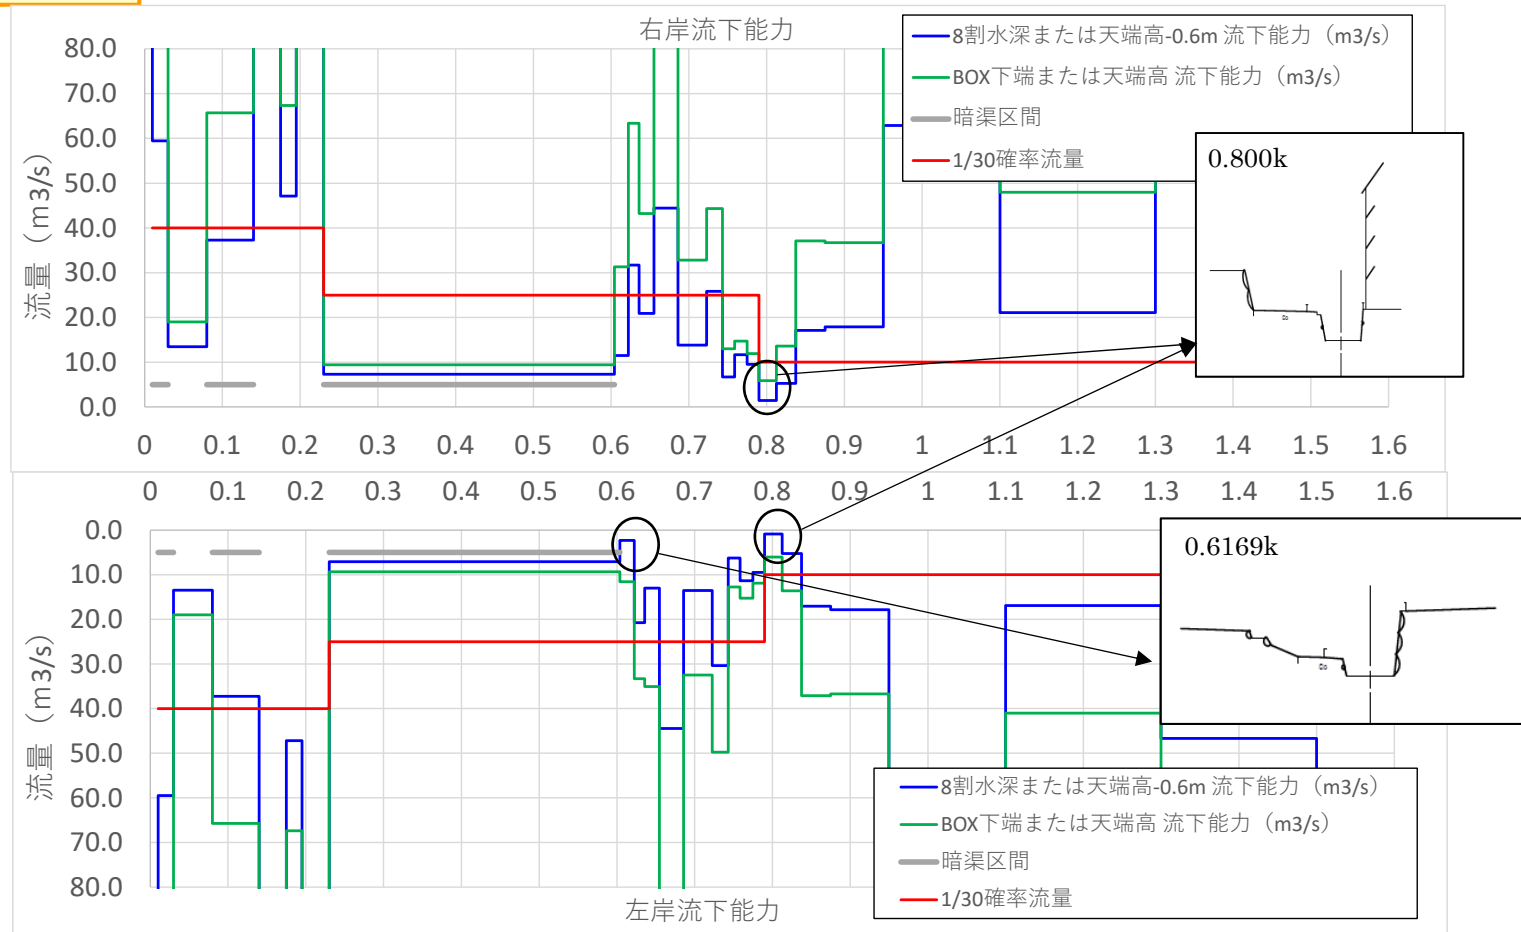 右岸流下能力
8割水深または天端高-0.6m 流下能力（m3/s）
BOX下端または天端高 流下能力（m3/s）
暗渠区間
1/30確率流量
流量（m3/s）
80.0
70.0
60.0
50.0
40.0
30.0
20.0
10.0
0.0
0 0.1 0.2 0.3 0.4 0.5 0.6 0.7 0.8 0.9 1 1.1 1.2 1.3 1.4 1.5 1.6
0.800k
Co
0 0.1 0.2 0.3 0.4 0.5 0.6 0.7 0.8 0.9 1 1.1 1.2 1.3 1.4 1.5 1.6
流量（m3/s）
0.0
10.0
20.0
30.0
40.0
50.0
60.0
70.0
80.0
0.6169k
Co
8割水深または天端高-0.6m 流下能力（m3/s）
BOX下端または天端高 流下能力（m3/s）
暗渠区間
1/30確率流量
左岸流下能力